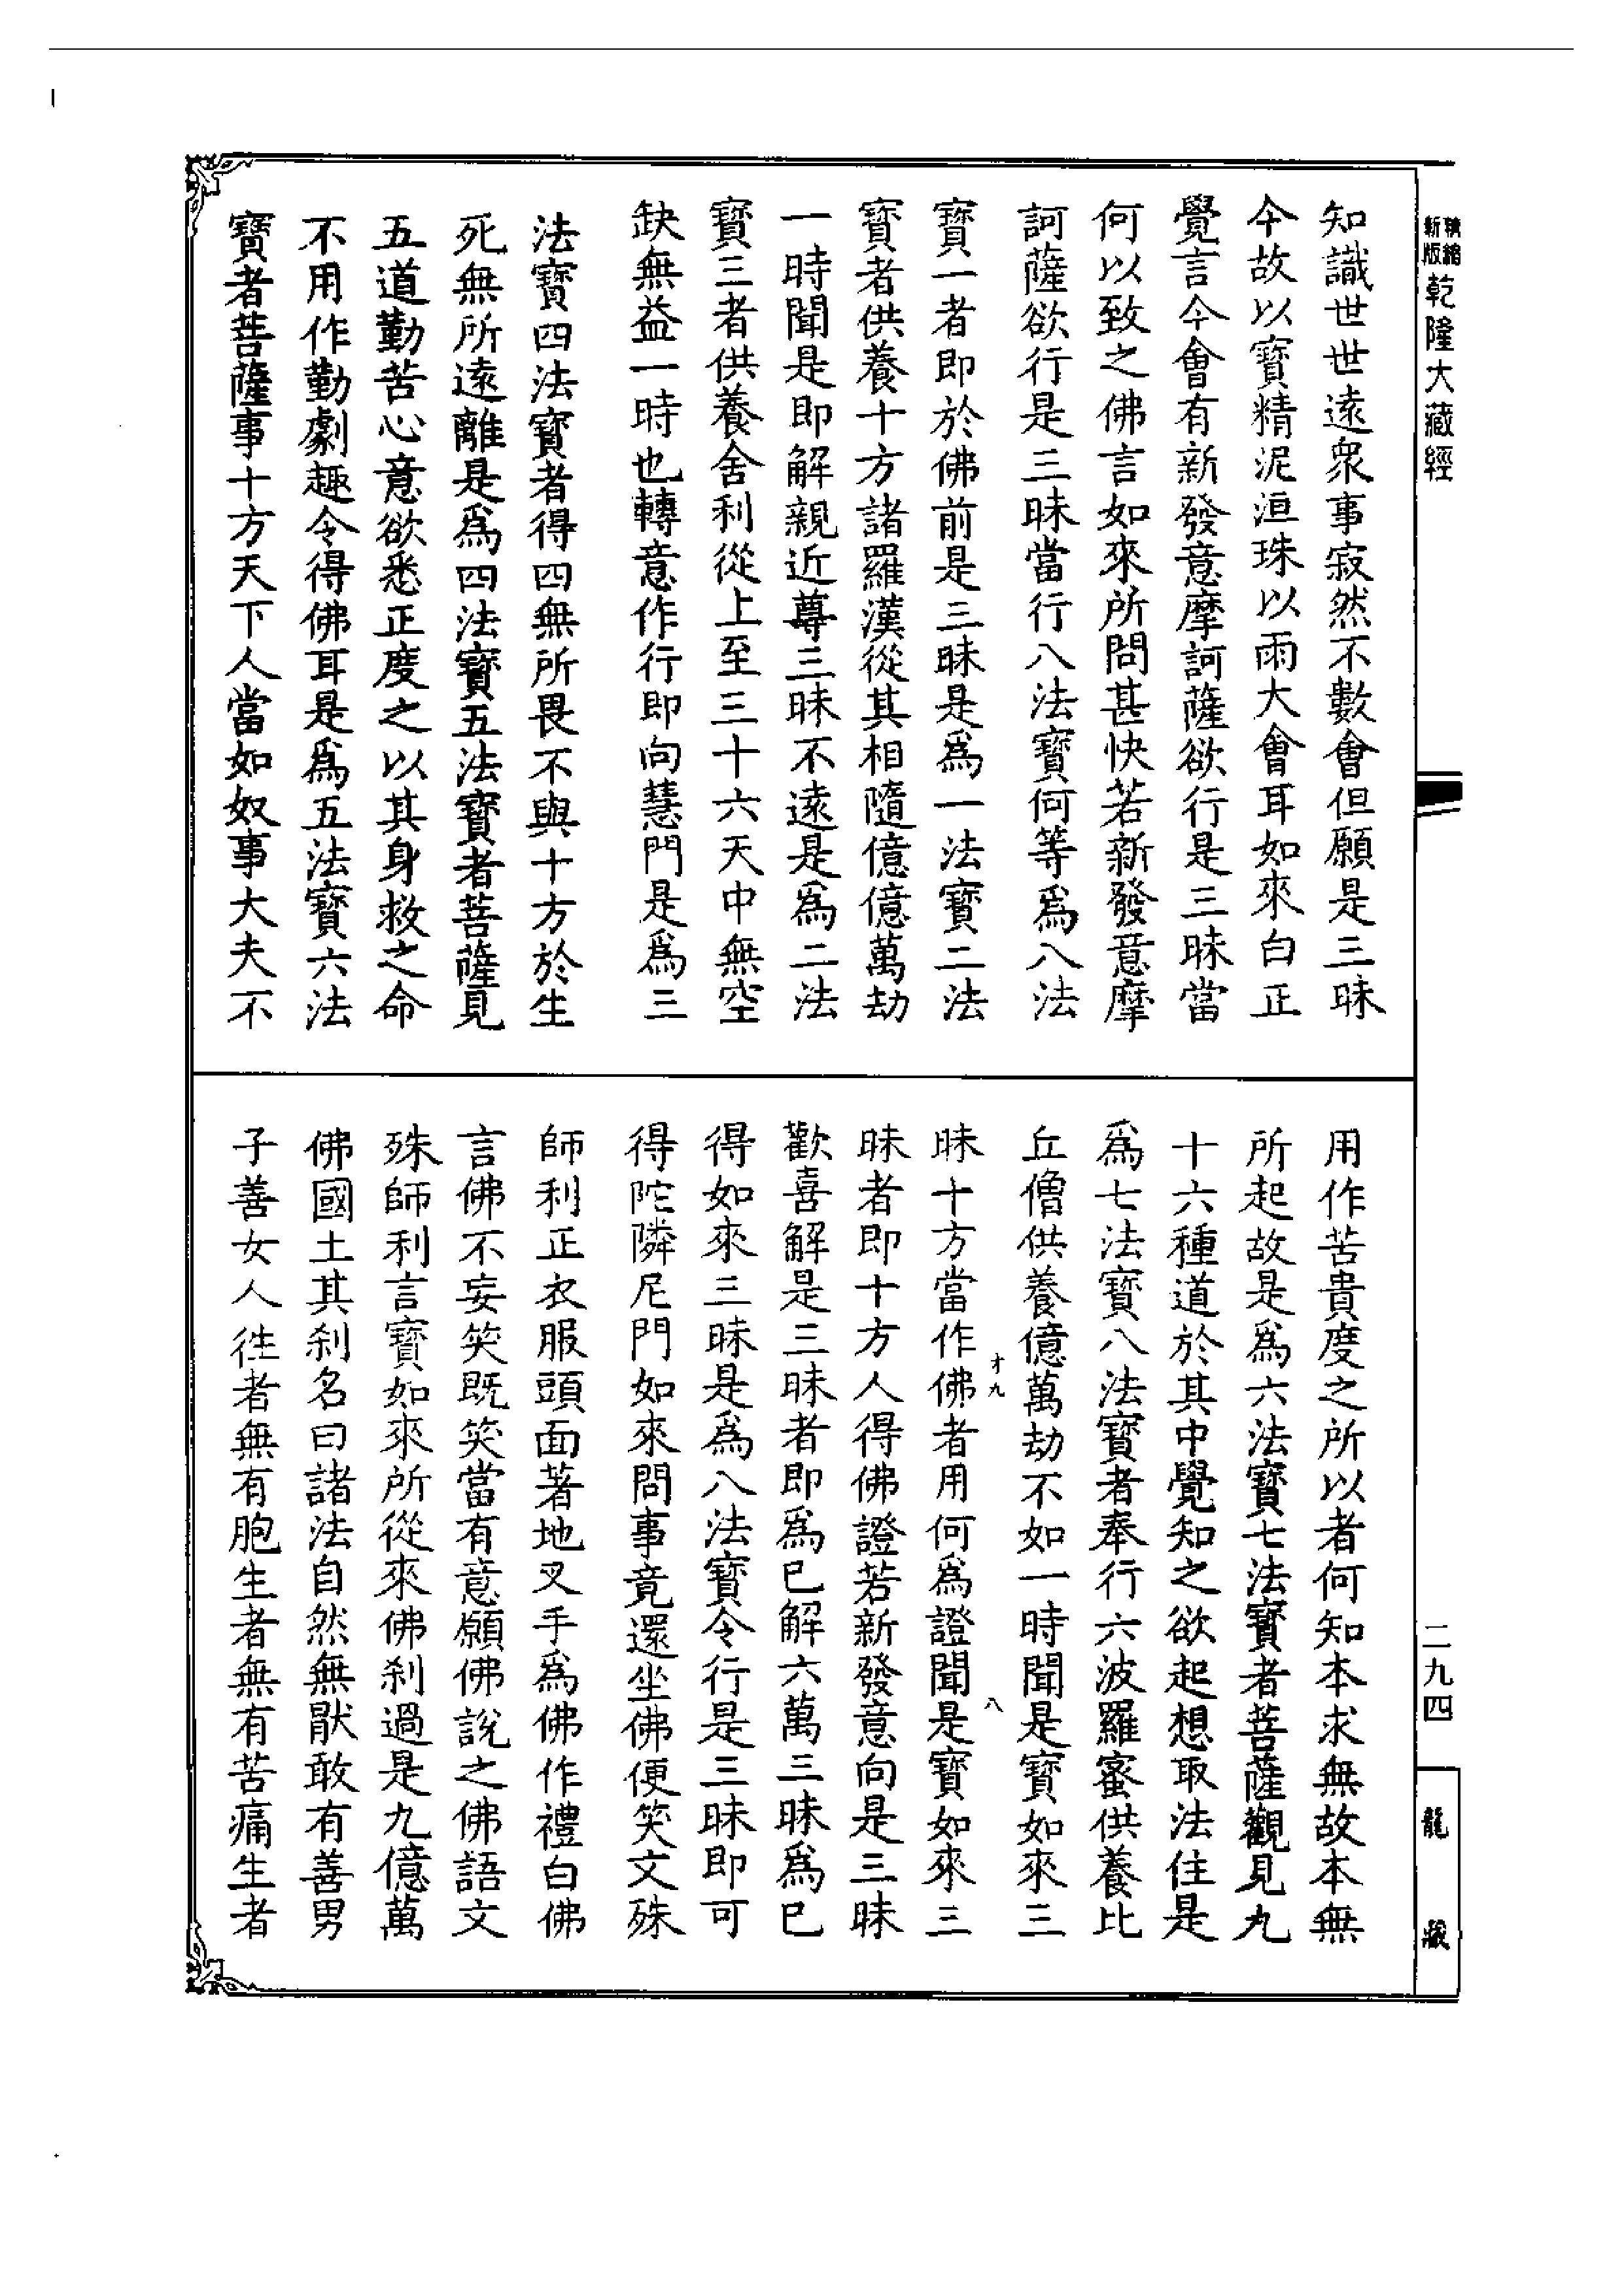 精縮
新版
乾隆大藏經
知識世世遠衆事寂然不數會但願是三昧
今故以寶精泥洹珠以雨大會耳如來白正
覺言今會有新發意摩訶薩欲行是三昧當
何以致之佛言如來所問甚快若新發意摩
訶薩欲行是三昧當行八法寶何等爲八法
寶一者即於佛前是三昧是爲一法寶二法
寶者供養十方諸羅漢從其相隨億億萬劫
一時聞是即解親近尊三昧不遠是爲二法
寶三者供養舍利從上至三十六天中無空
缺無益一時也轉意作行即向慧門是爲三
法寶四法寶者得四無所畏不與十方於生
死無所遠離是爲四法寶五法寶者菩薩見
五道勤苦心意欲悉正度之以其身救之命
不用作勤劇趣令得佛耳是爲五法寶六法
寶者菩薩事十方天下人當如奴事大夫不
用作苦貴度之所以者何知本求無故本無
所起故是爲六法寶七法寶者菩薩觀見九
十六種道於其中覺知之欲起想取法住是
爲七法寶八法寶者奉行六波羅蜜供養比
丘僧供養億萬劫不如一時聞是寶如來三
才九
八
昧十方當作佛者用何爲證聞是寶如來三
昧者即十方人得佛證若新發意向是三昧
歡喜解是三昧者即爲已解六萬三昧爲已
得如來三昧是爲八法寶令行是三昧即可
得陀隣尼門如來問事竟還坐佛便笑文殊
師利正衣服頭面著地叉手爲佛作禮白佛
言佛不妄笑既笑當有意願佛說之佛語文
殊師利言寶如來所從來佛刹過是九億萬
佛國土其刹名曰諸法自然無猒敢有善男
子善女人徃者無有胞生者無有苦痛生者
二九四
龍藏